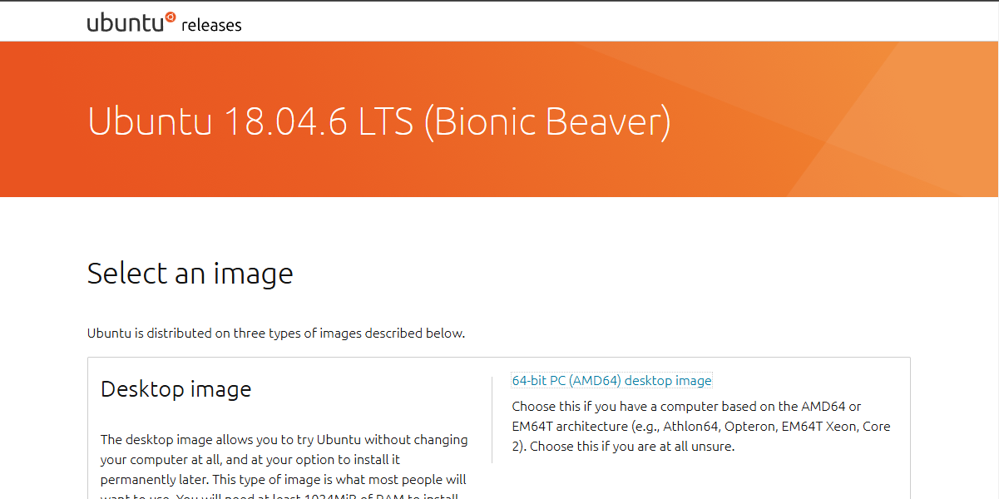 ubuntu releases
Ubuntu 18.04.6 LTS (Bionic Beaver)
Select an image
Ubuntu is distributed on three types of images described below.
Desktop image
The desktop image allows you to try Ubuntu without changing
your computer at all, and at your option to install it
permanently later. This type of image is what most people will
want to use. You will need at least 1024MiB of RAM to install
64-bit PC (AMD64) desktop image
Choose this if you have a computer based on the AMD64 or
EM64T architecture (e.g., Athlon64, Opteron, EM64T Xeon, Core
2). Choose this if you are at all unsure.